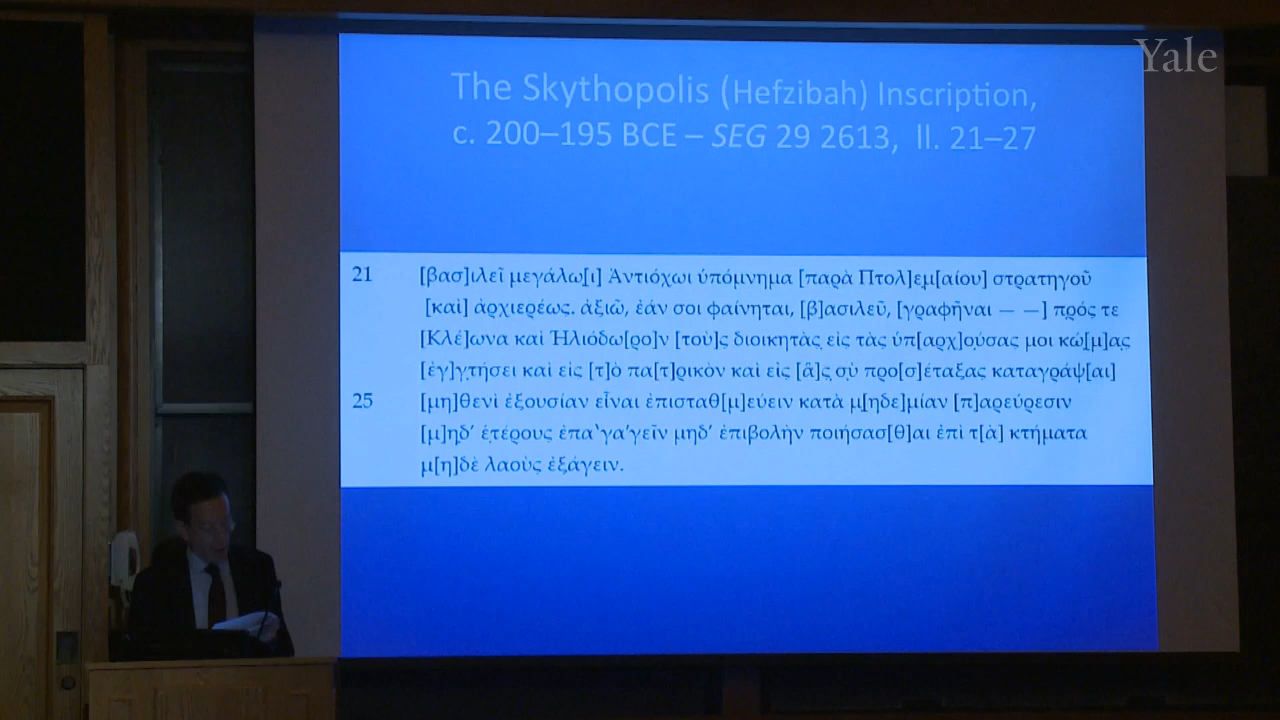 Yale
The Skythopolis (Hefzibah) Inscription,
c. 200–195 BCE – SEG 29 2613, ll. 21–27
21 [βασ]ιλεῖ μεγάλω[ι] Ἀντιόχωι ὑπόμνημα [παρὰ Πτολ]εμ[αίου] στρατηγοῦ
[καὶ] ἀρχιερέως. ἀξιῶ, ἐάν σοι φαίνηται, [β]ασιλεῦ, [γραφῆναι — —] πρός τε
[Κλέ]ωνα καὶ Ἡλιόδω[ρο]ν [τοὺ]ς διοικητὰς εἰς τὰς ὑπ[αρχ]ούσας μοι κώ[μ]ας
[ἐγ]γτήσει καὶ εἰς [τ]ὸ πα[τ]ρικὸν καὶ εἰς [ἃ]ς σὺ προ[σ]έταξας καταγράψ[αι]
25 [μη]θενὶ ἐξουσίαν εἶναι ἐπισταθ[μ]εύειν κατὰ μ[ηδε]μίαν [π]αρεύρεσιν
[μ]ηδ’ ἑτέρους ἐπα‵γα′γεῖν μηδ’ ἐπιβολὴν ποιήσασ[θ]αι ἐπὶ τ[ὰ] κτήματα
μ[η]δὲ λαοὺς ἐξάγειν.